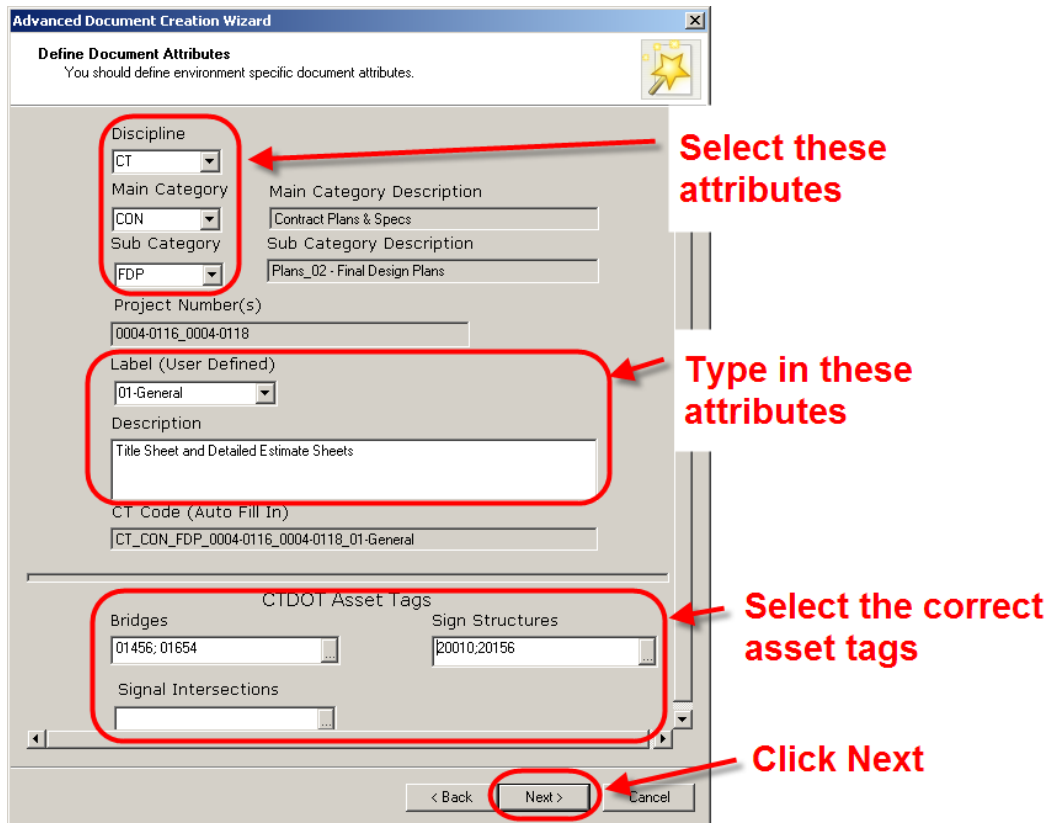 Advanced Document Creation Wizard
Define Document Attributes
You should define environment specific document attributes.
Discipline
CT
Select these
attributes
Main Category
Main Category Description
CON
Contract Plans & Specs
Sub Category
Sub Category Description
FDP
Plans_02 - Final Design Plans
Project Number(s)
0004-0116_0004-0118
Label (User Defined)
01-General
Type in these
attributes
Description
Title Sheet and Detailed Estimate Sheets
CT Code (Auto Fill In)
CT_CON_FDP_0004-0116_0004-0118_01-General
CTDOT Asset Tags
Bridges
Sign Structures
01456; 01654
...
20010;20156
...
Select the correct
asset tags
Signal Intersections
...
Click Next
< Back
Next >
Cancel